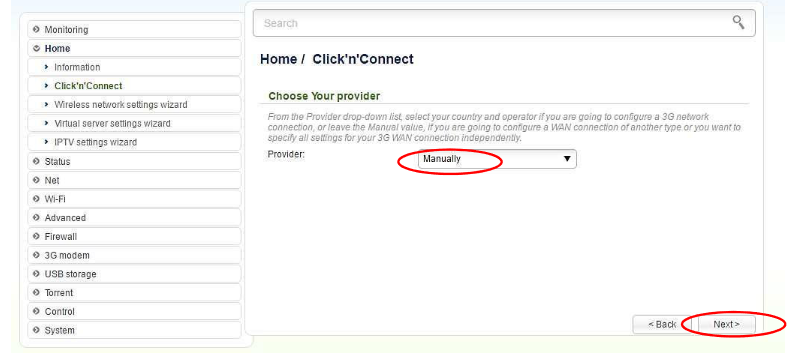 Monitoring
Home
Information
Click'n'Connect
Wireless network settings wizard
Virtual server settings wizard
IPTV settings wizard
Status
Net
Wi-Fi
Advanced
Firewall
3G modem
USB storage
Torrent
Control
System
Search
Home / Click'n'Connect
Choose Your provider
From the Provider drop-down list, select your country and operator if you are going to configure a 3G network
connection, or leave the Manual value, if you are going to configure a WAN connection of another type or you want to
specify all settings for your 3G WAN connection independently.
Provider: Manually
< Back Next >